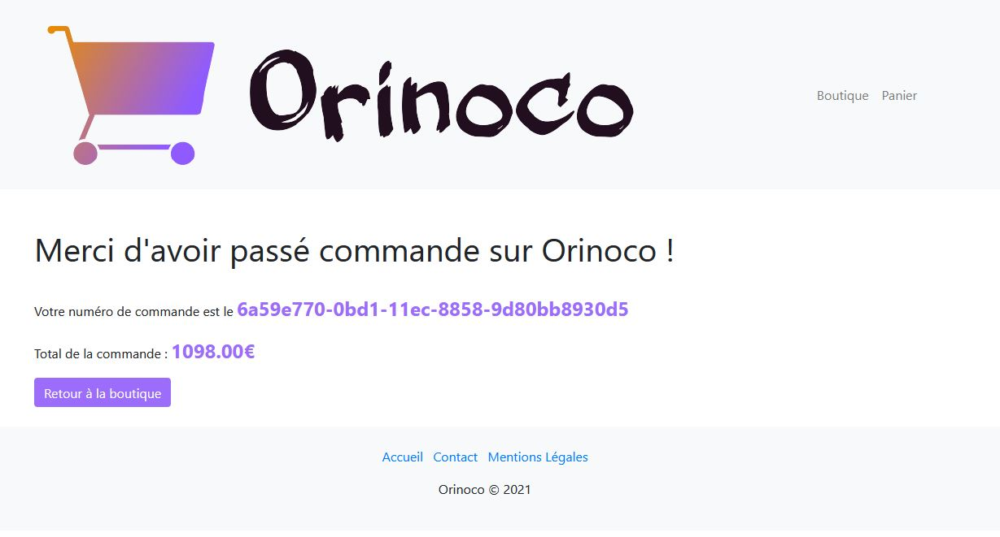 Orinoco
Boutique Panier
Merci d'avoir passé commande sur Orinoco !
Votre numéro de commande est le 6a59e770-0bd1-11ec-8858-9d80bb8930d5
Total de la commande : 1098.00€
Retour à la boutique
Accueil Contact Mentions Légales
Orinoco © 2021